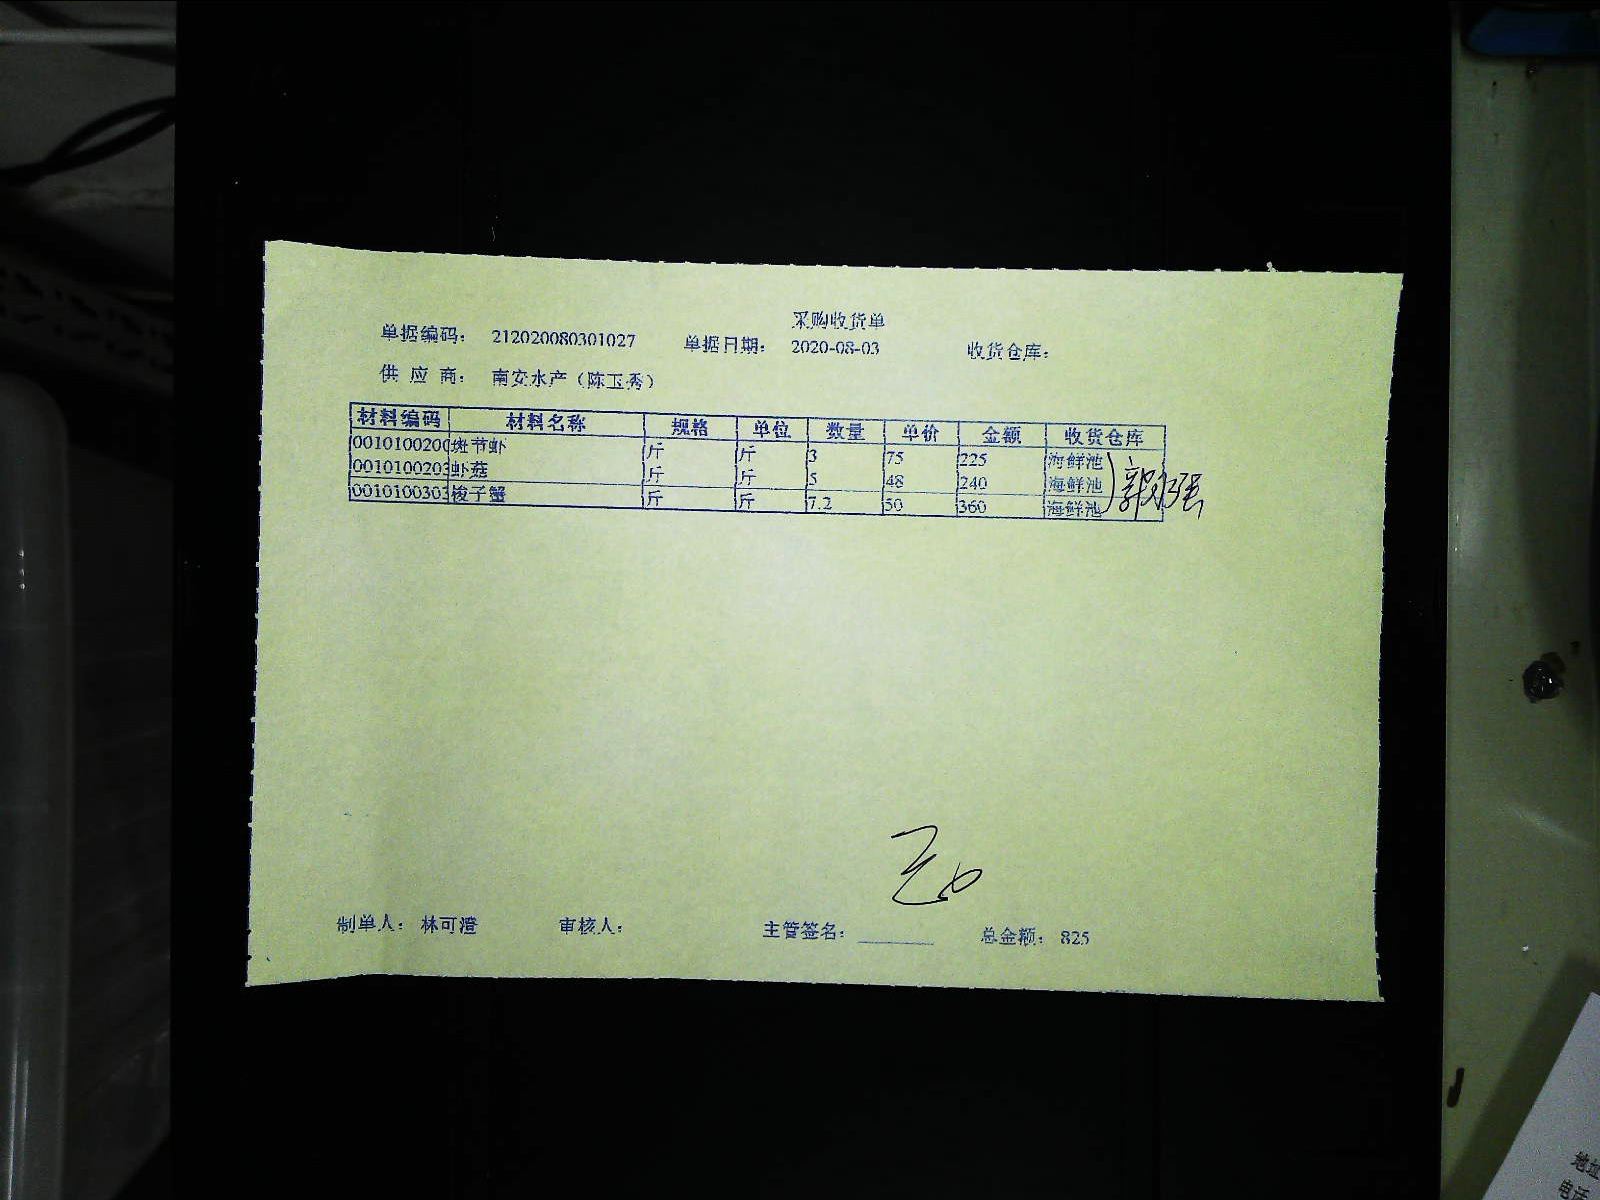 采购收货单
单据编码： 212020080301027 单据日期： 2020-08-03 收货仓库：
供 应 商： 南安水产（陈玉秀）
材料编码 材料名称 规格 单位 数量 单价 金额 收货仓库
0010100200 斑节虾 斤 斤 3 75 225 海鲜池
0010100203 虾菇 斤 斤 5 48 240 海鲜池
0010100303 梭子蟹 斤 斤 7.2 50 360 海鲜池
制单人： 林可澄 审核人： 主管签名： 总金额： 825
地址
电话